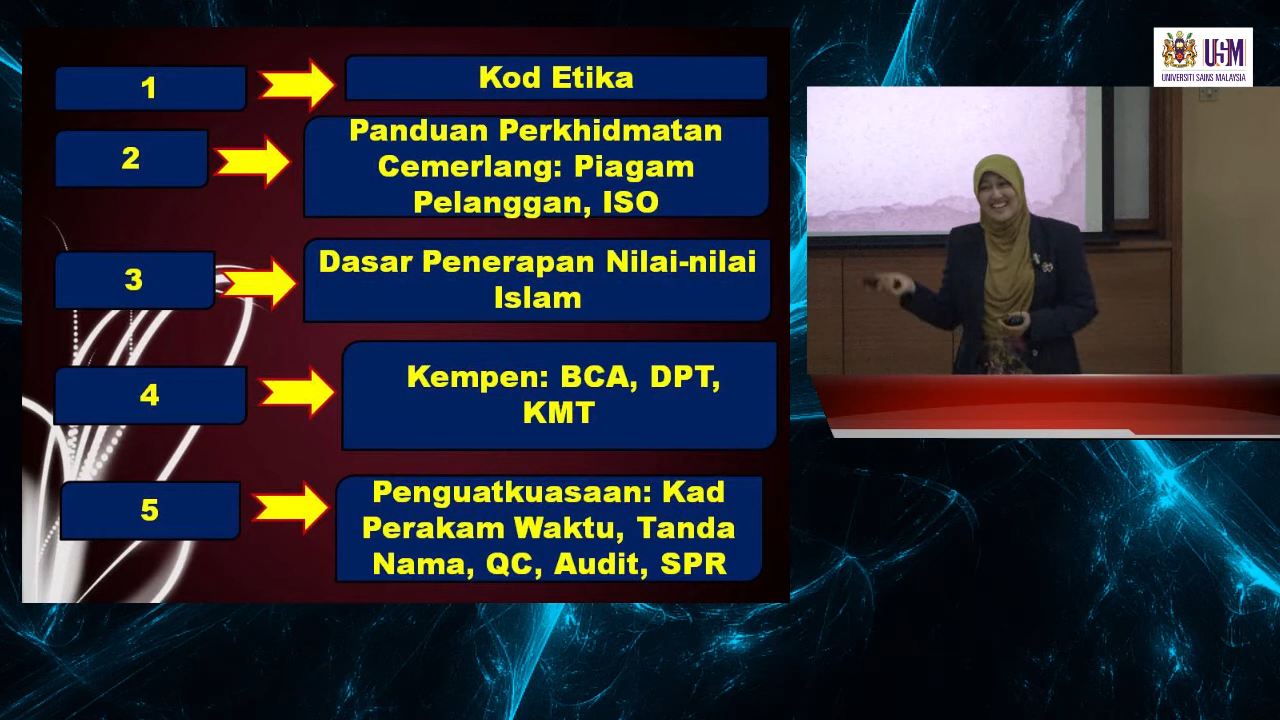 1
Kod Etika
2
Panduan Perkhidmatan
Cemerlang: Piagam
Pelanggan, ISO
3
Dasar Penerapan Nilai-nilai
Islam
4
Kempen: BCA, DPT,
KMT
5
Penguatkuasaan: Kad
Perakam Waktu, Tanda
Nama, QC, Audit, SPR
USM
UNIVERSITI SAINS MALAYSIA